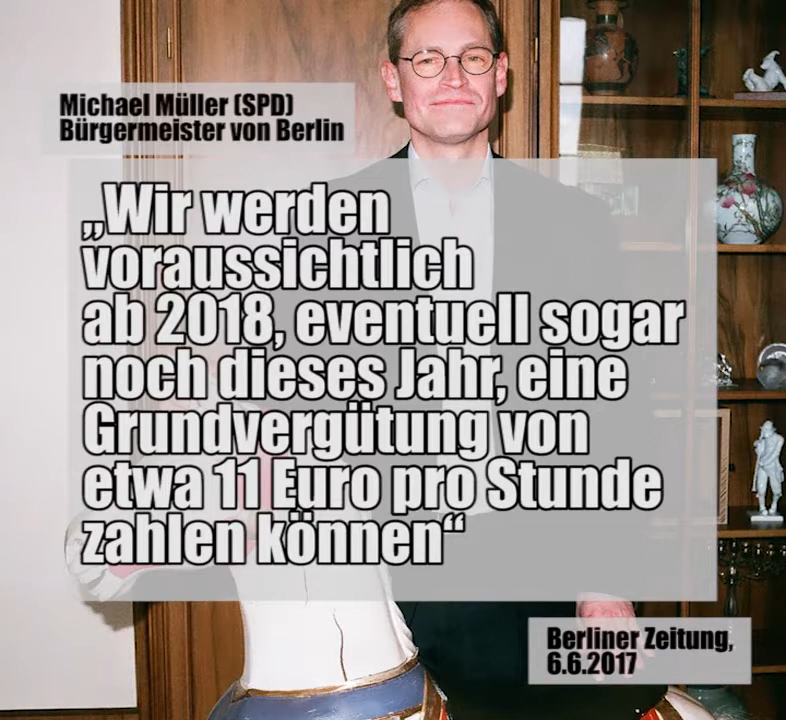 Michael Müller (SPD)
Bürgermeister von Berlin
„Wir werden
voraussichtlich
ab 2018, eventuell sogar
noch dieses Jahr, eine
Grundvergütung von
etwa 11 Euro pro Stunde
zahlen können“
Berliner Zeitung,
6.6.2017